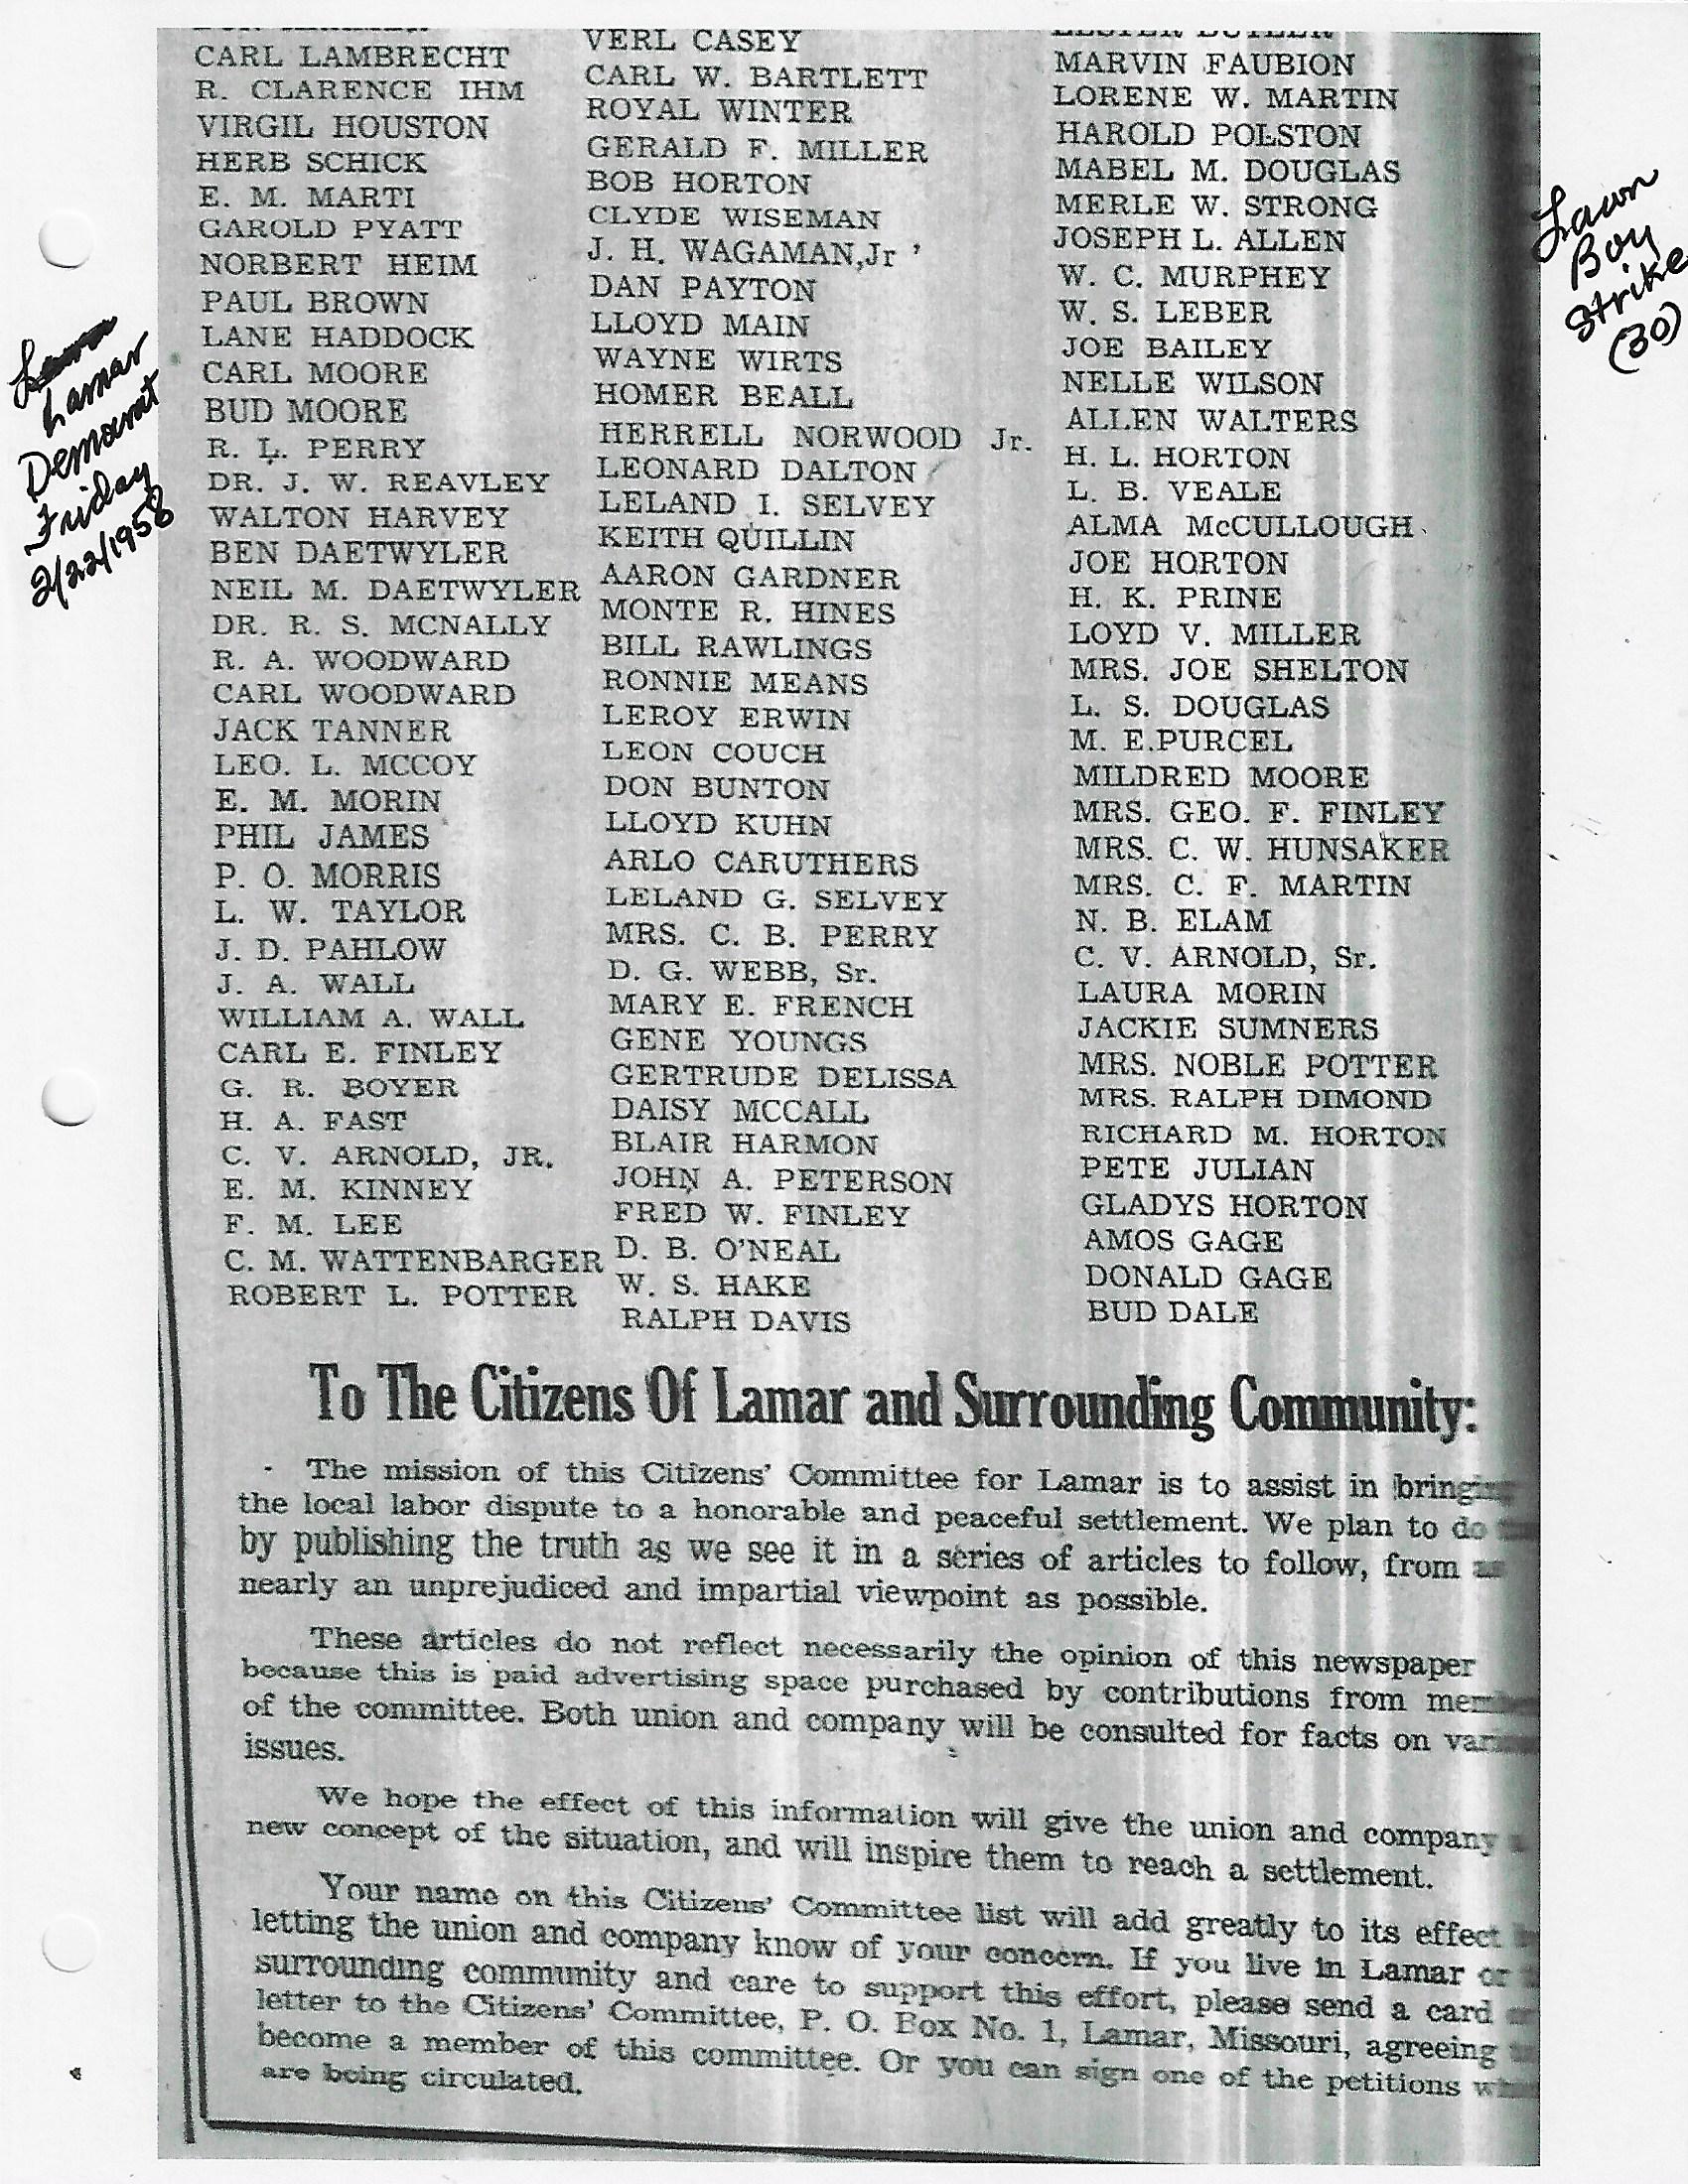 CARL LAMBRECHT
R. CLARENCE IHM
VIRGIL HOUSTON
HERB SCHICK
E. M. MARTI
GAROLD PYATT
NORBERT HEIM
PAUL BROWN
LANE HADDOCK
CARL MOORE
BUD MOORE
R. L. PERRY
DR. J. W. REAVLEY
WALTON HARVEY
BEN DAETWYLER
NEIL M. DAETWYLER
DR. R. S. MCNALLY
R. A. WOODWARD
CARL WOODWARD
JACK TANNER
LEO. L. MCCOY
E. M. MORIN
PHIL JAMES
P. O. MORRIS
L. W. TAYLOR
J. D. PAHLOW
J. A. WALL
WILLIAM A. WALL
CARL E. FINLEY
G. R. BOYER
H. A. FAST
C. V. ARNOLD, JR.
E. M. KINNEY
F. M. LEE
C. M. WATTENBARGER
ROBERT L. POTTER
VERL CASEY
CARL W. BARTLETT
ROYAL WINTER
GERALD F. MILLER
BOB HORTON
CLYDE WISEMAN
J. H. WAGAMAN,Jr '
DAN PAYTON
LLOYD MAIN
WAYNE WIRTS
HOMER BEALL
HERRELL NORWOOD Jr.
LEONARD DALTON
LELAND I. SELVEY
KEITH QUILLIN
AARON GARDNER
MONTE R. HINES
BILL RAWLINGS
RONNIE MEANS
LEROY ERWIN
LEON COUCH
DON BUNTON
LLOYD KUHN
ARLO CARUTHERS
LELAND G. SELVEY
MRS. C. B. PERRY
D. G. WEBB, Sr.
MARY E. FRENCH
GENE YOUNGS
GERTRUDE DELISSA
DAISY MCCALL
BLAIR HARMON
JOHN A. PETERSON
FRED W. FINLEY
D. B. O'NEAL
W. S. HAKE
RALPH DAVIS
LESTER BUTLER
MARVIN FAUBION
LORENE W. MARTIN
HAROLD POLSTON
MABEL M. DOUGLAS
MERLE W. STRONG
JOSEPH L. ALLEN
W. C. MURPHEY
W. S. LEBER
JOE BAILEY
NELLE WILSON
ALLEN WALTERS
H. L. HORTON
L. B. VEALE
ALMA McCULLOUGH
JOE HORTON
H. K. PRINE
LOYD V. MILLER
MRS. JOE SHELTON
L. S. DOUGLAS
M. E.PURCEL
MILDRED MOORE
MRS. GEO. F. FINLEY
MRS. C. W. HUNSAKER
MRS. C. F. MARTIN
N. B. ELAM
C. V. ARNOLD, Sr.
LAURA MORIN
JACKIE SUMNERS
MRS. NOBLE POTTER
MRS. RALPH DIMOND
RICHARD M. HORTON
PETE JULIAN
GLADYS HORTON
AMOS GAGE
DONALD GAGE
BUD DALE
Lamar
Democrat
Friday
2/22/1958
Lawn
Boy
Strike
(30)
To The Citizens Of Lamar and Surrounding Community:
The mission of this Citizens' Committee for Lamar is to assist in bringing
the local labor dispute to a honorable and peaceful settlement. We plan to do
by publishing the truth as we see it in a series of articles to follow, from as
nearly an unprejudiced and impartial viewpoint as possible.
These articles do not reflect necessarily the opinion of this newspaper
because this is paid advertising space purchased by contributions from
of the committee. Both union and company will be consulted for facts on
issues.
We hope the effect of this information will give the union and company
new concept of the situation, and will inspire them to reach a settlement.
Your name on this Citizens' Committee list will add greatly to its effect
letting the union and company know of your concern. If you live in Lamar or
surrounding community and care to support this effort, please send a card
letter to the Citizens' Committee, P. O. Box No. 1, Lamar, Missouri, agreeing
become a member of this committee. Or you can sign one of the petitions
are being circulated.